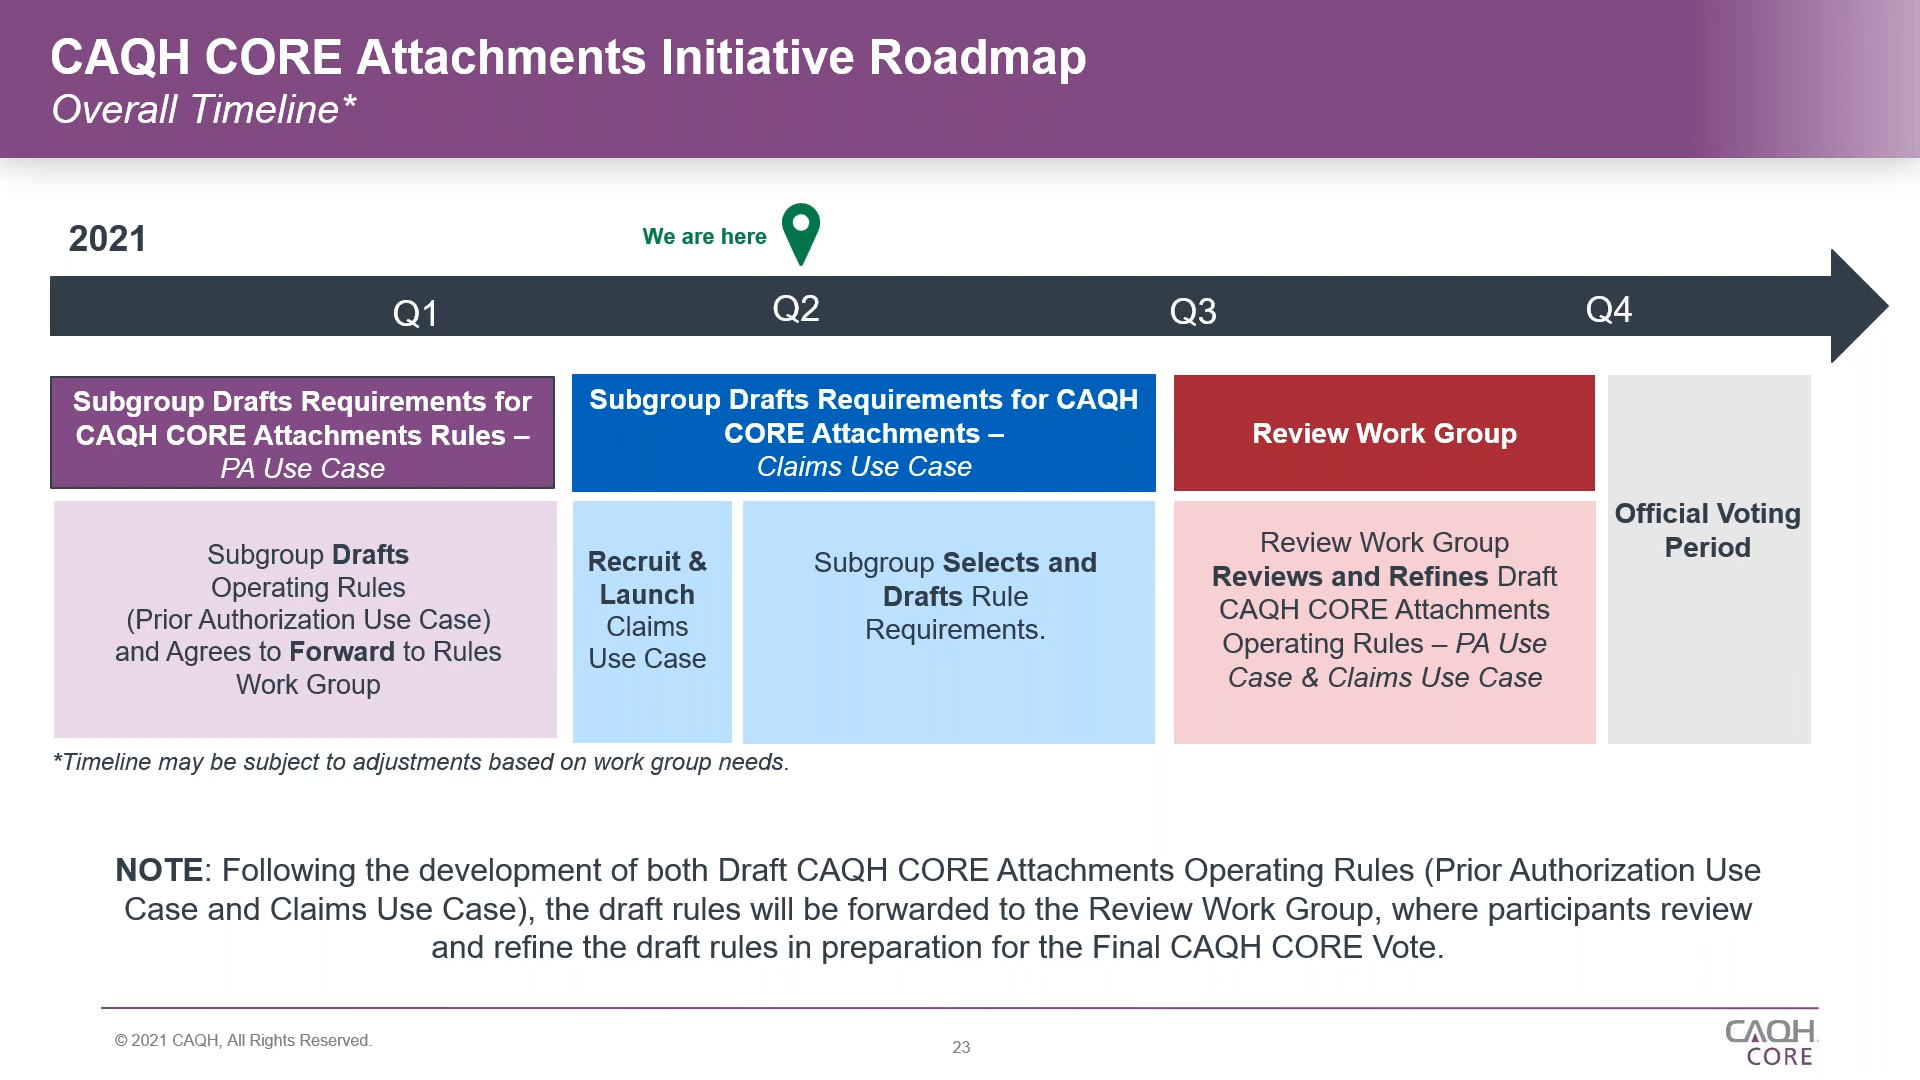 CAQH CORE Attachments Initiative Roadmap
Overall Timeline*
2021
We are here
Q1
Q2
Q3
Q4
Subgroup Drafts Requirements for
CAQH CORE Attachments Rules –
PA Use Case
Subgroup Drafts Requirements for CAQH
CORE Attachments –
Claims Use Case
Review Work Group
Official Voting
Period
Subgroup Drafts
Operating Rules
(Prior Authorization Use Case)
and Agrees to Forward to Rules
Work Group
Recruit &
Launch
Claims
Use Case
Subgroup Selects and
Drafts Rule
Requirements.
Review Work Group
Reviews and Refines Draft
CAQH CORE Attachments
Operating Rules – PA Use
Case & Claims Use Case
*Timeline may be subject to adjustments based on work group needs.
NOTE: Following the development of both Draft CAQH CORE Attachments Operating Rules (Prior Authorization Use
Case and Claims Use Case), the draft rules will be forwarded to the Review Work Group, where participants review
and refine the draft rules in preparation for the Final CAQH CORE Vote.
© 2021 CAQH, All Rights Reserved.
23
CAQH
CORE